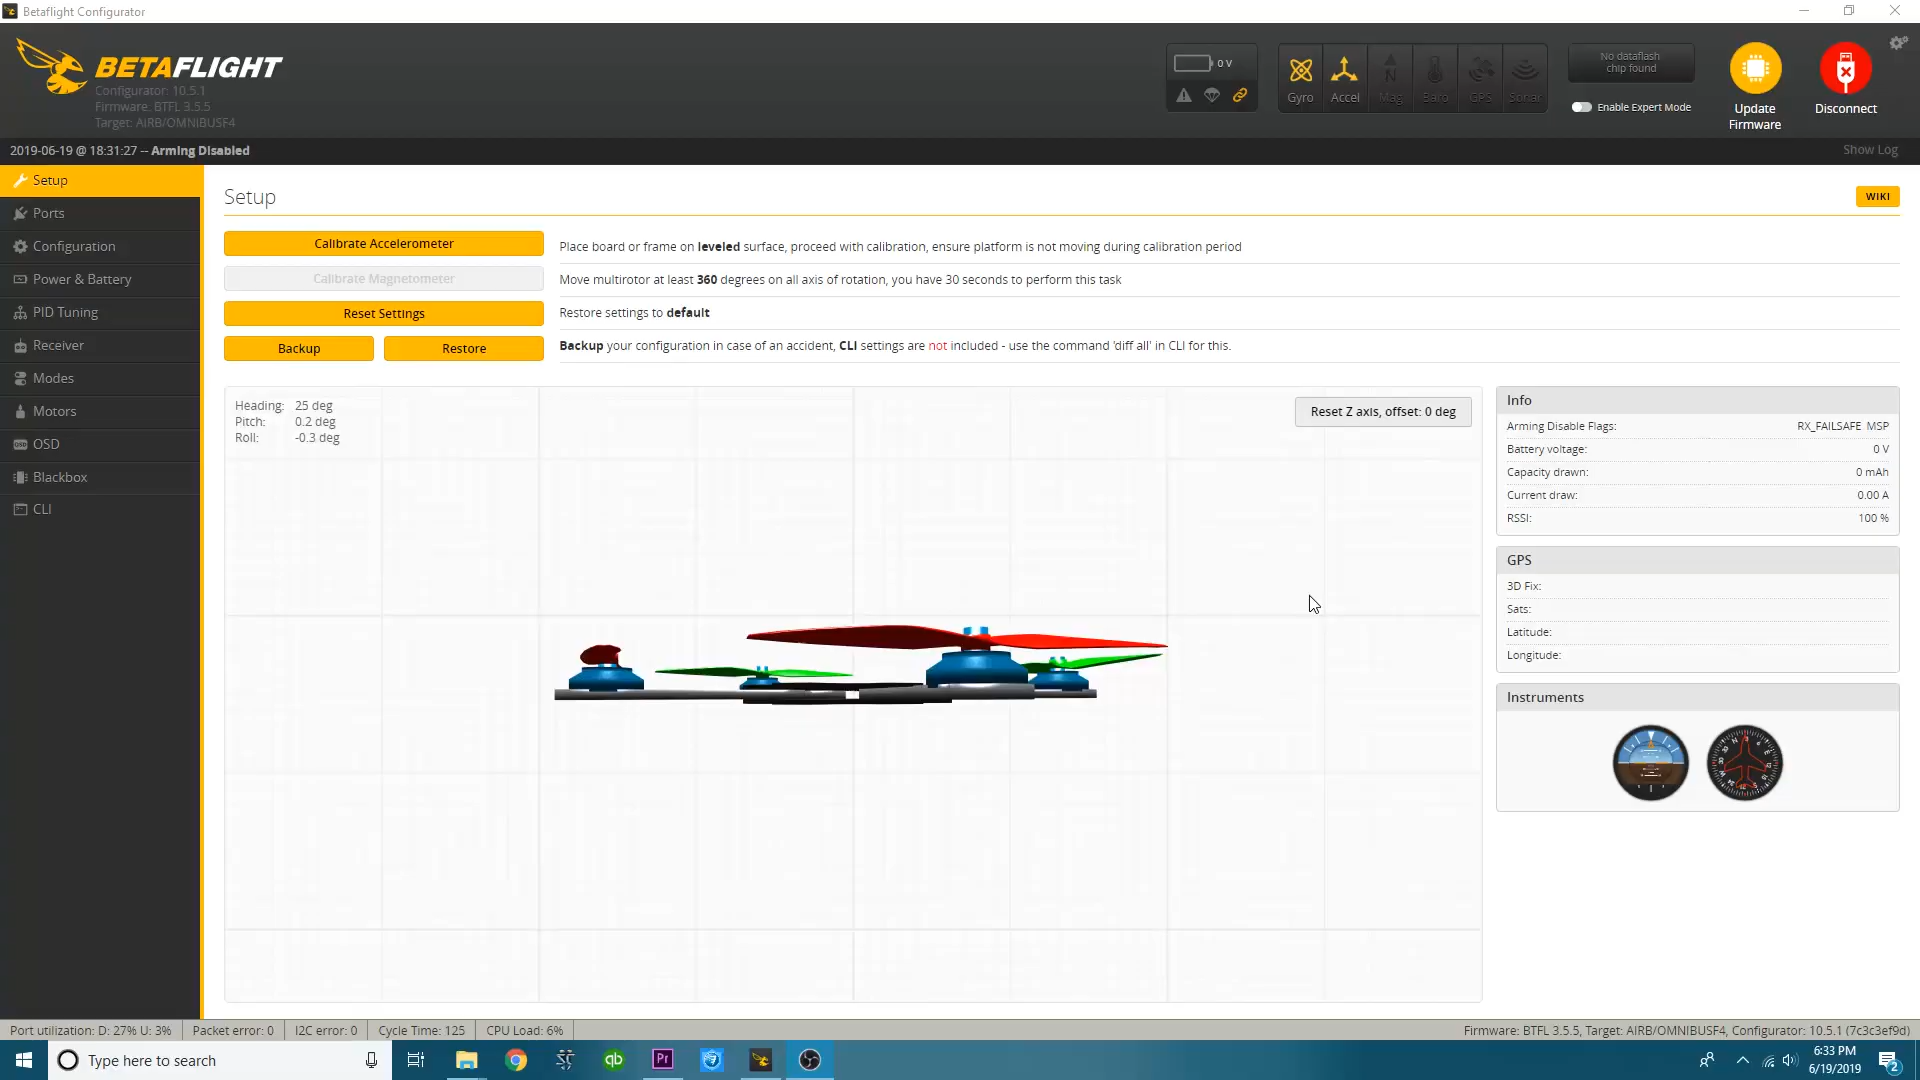 Betaflight Configurator
BETAFLIGHT
Configurator: 10.5.1
Firmware: BTFL 3.5.5
Target: AIRB/OMNIBUSF4
0 V
Gyro
Accel
Mag
Baro
GPS
Sonar
No dataflash
chip found
Enable Expert Mode
Update
Firmware
Disconnect
2019-06-19 @ 18:31:27 -- Arming Disabled
Show Log
Setup
Ports
Configuration
Power & Battery
PID Tuning
Receiver
Modes
Motors
OSD
Blackbox
CLI
Setup
WIKI
Calibrate Accelerometer
Place board or frame on leveled surface, proceed with calibration, ensure platform is not moving during calibration period
Calibrate Magnetometer
Move multirotor at least 360 degrees on all axis of rotation, you have 30 seconds to perform this task
Reset Settings
Restore settings to default
Backup
Restore
Backup your configuration in case of an accident, CLI settings are not included - use the command 'diff all' in CLI for this.
Heading: 25 deg
Pitch: 0.2 deg
Roll: -0.3 deg
Reset Z axis, offset: 0 deg
Info
Arming Disable Flags: RX_FAILSAFE MSP
Battery voltage: 0 V
Capacity drawn: 0 mAh
Current draw: 0.00 A
RSSI: 100 %
GPS
3D Fix:
Sats:
Latitude:
Longitude:
Instruments
Port utilization: D: 27% U: 3%
Packet error: 0
I2C error: 0
Cycle Time: 125
CPU Load: 6%
Firmware: BTFL 3.5.5, Target: AIRB/OMNIBUSF4, Configurator: 10.5.1 (7c3c3ef9d)
Type here to search
qb
Pr
6:33 PM
6/19/2019
2